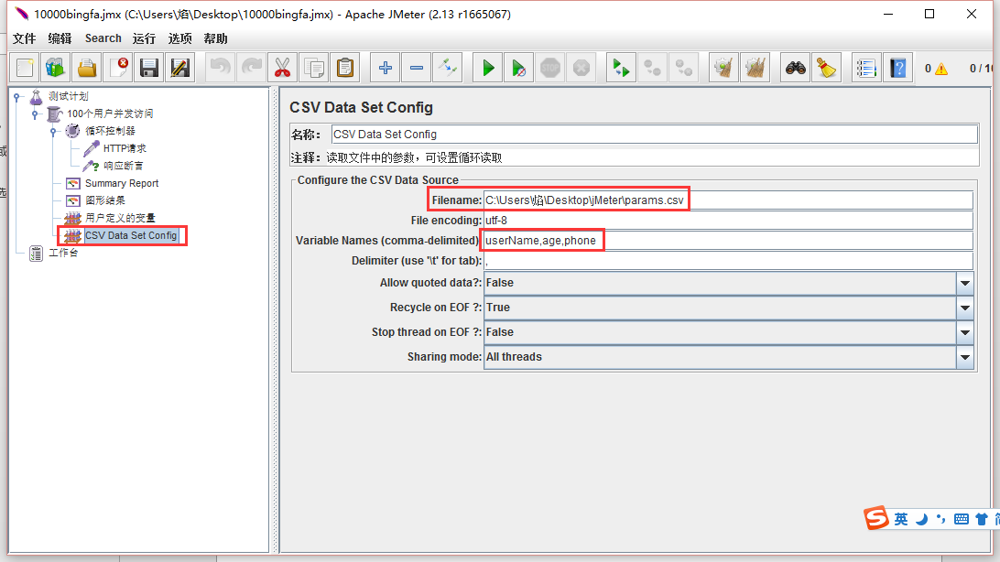 10000bingfa.jmx (C:\Users\焰\Desktop\10000bingfa.jmx) - Apache JMeter (2.13 r1665067)
文件 编辑 Search 运行 选项 帮助
STOP 0 0 / 10
测试计划
100个用户并发访问
循环控制器
HTTP请求
响应断言
Summary Report
图形结果
用户定义的变量
CSV Data Set Config
工作台
CSV Data Set Config
名称： CSV Data Set Config
注释： 读取文件中的参数，可设置循环读取
Configure the CSV Data Source
Filename: C:\Users\焰\Desktop\jMeter\params.csv
File encoding: utf-8
Variable Names (comma-delimited) userName,age,phone
Delimiter (use '\t' for tab): ,
Allow quoted data?: False
Recycle on EOF ?: True
Stop thread on EOF ?: False
Sharing mode: All threads
S 英